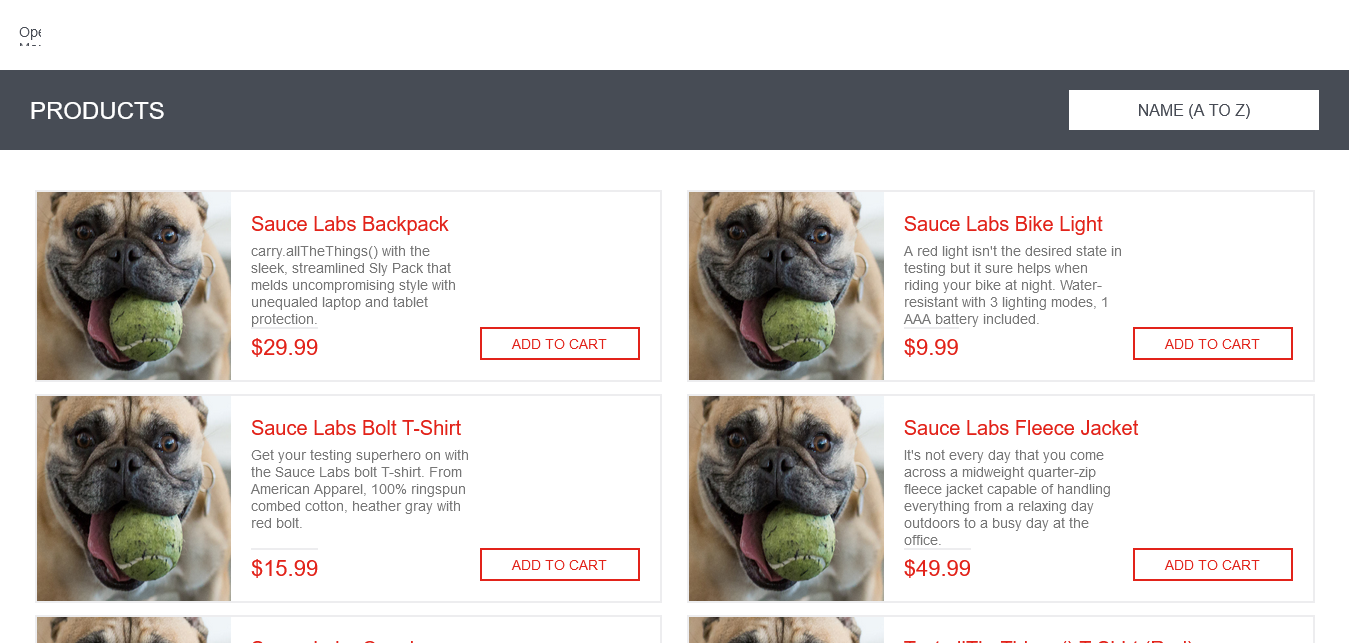 Ope
PRODUCTS
NAME (A TO Z)
Sauce Labs Backpack
carry.allTheThings() with the
sleek, streamlined Sly Pack that
melds uncompromising style with
unequaled laptop and tablet
protection.
$29.99
ADD TO CART
Sauce Labs Bike Light
A red light isn't the desired state in
testing but it sure helps when
riding your bike at night. Water-
resistant with 3 lighting modes, 1
AAA battery included.
$9.99
ADD TO CART
Sauce Labs Bolt T-Shirt
Get your testing superhero on with
the Sauce Labs bolt T-shirt. From
American Apparel, 100% ringspun
combed cotton, heather gray with
red bolt.
$15.99
ADD TO CART
Sauce Labs Fleece Jacket
It's not every day that you come
across a midweight quarter-zip
fleece jacket capable of handling
everything from a relaxing day
outdoors to a busy day at the
office.
$49.99
ADD TO CART